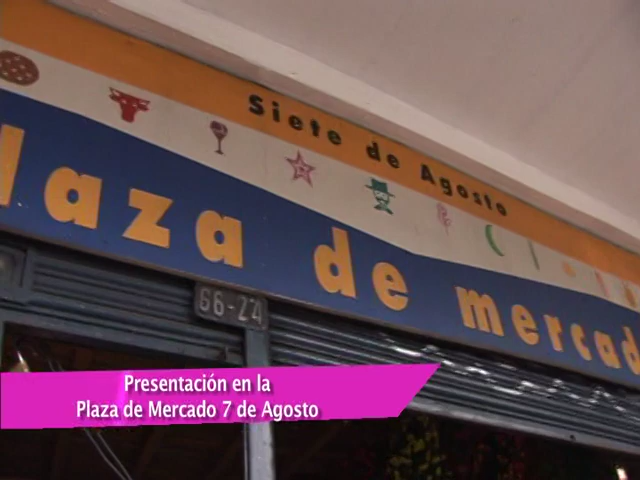 Siete de Agosto
laza de mercad
66-24
Presentación en la
Plaza de Mercado 7 de Agosto